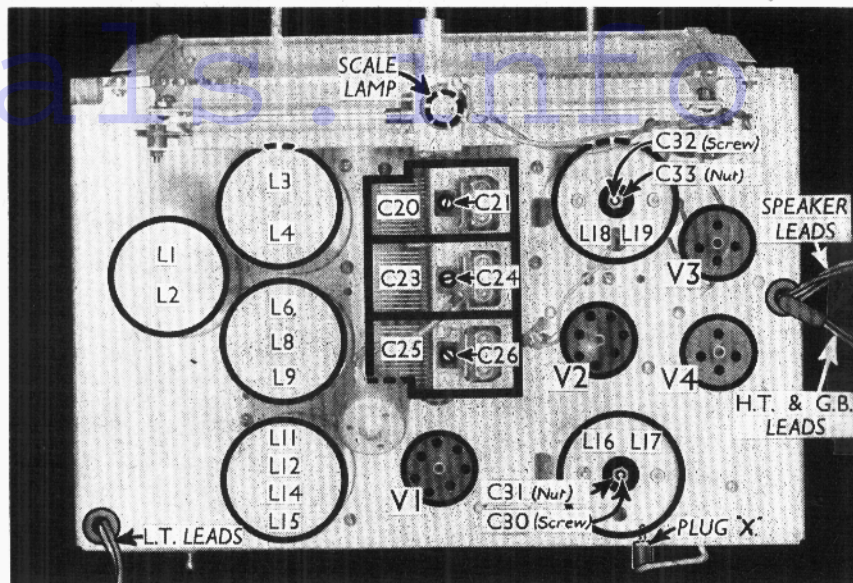 als.info
SCALE
LAMP
C32 (Screw)
C33 (Nut)
L3
L4
C20
C21
L18 L19
SPEAKER
LEADS
L1
L2
C23
C24
V3
L6
L8
L9
C25
C26
V2
V4
H.T. & G.B.
LEADS
L11
L12
L14
L15
V1
L16 L17
C31 (Nut)
C30 (Screw)
PLUG "X."
L.T. LEADS